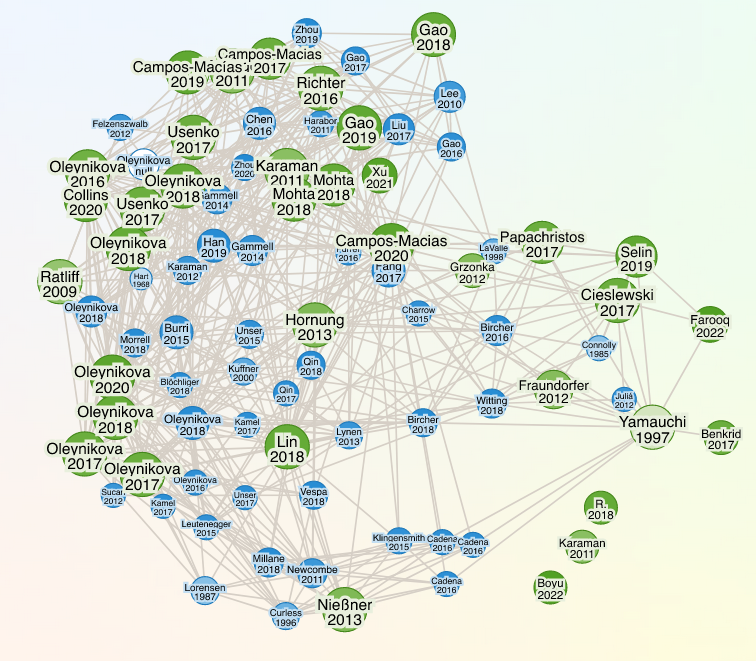 Zhou
2019
Gao
2018
Campos-Macias
2017
Gao
2017
Campos-Macias
2019
2011
Richter
2016
Lee
2010
Felzenszwalb
2012
Chen
2016
Harabor
2011
Gao
2019
Liu
2017
Usenko
2017
Gao
2016
Oleynikova
null
Oleynikova
2016
Zhou
2020
Karaman
2011
Xu
2021
Oleynikova
2018
Mohta
2018
Collins
2020
Usenko
2017
Gammell
2014
Mohta
2018
Oleynikova
2018
Han
2019
Gammell
2014
2016
Campos-Macias
2020
LaValle
1998
Papachristos
2017
Selin
2019
Ratliff
2009
Hart
1968
Karaman
2012
2017
Grzonka
2012
Cieslewski
2017
Oleynikova
2018
Charrow
2015
Farooq
2022
Morrell
2018
Burri
2015
Unser
2015
Hornung
2013
Bircher
2016
Connolly
1985
Oleynikova
2020
Blöchliger
2018
Kuffner
2000
Qin
2018
Qin
2017
Fraundorfer
2012
Juliá
2012
Witting
2018
Oleynikova
2018
Oleynikova
2018
Kamel
2017
Lin
2018
Lynen
2013
Bircher
2018
Yamauchi
1997
Benkrid
2017
Oleynikova
2017
Oleynikova
2017
Oleynikova
2016
Sucan
2012
Kamel
2017
Unser
2017
Vespa
2018
R.
2018
Leutenegger
2015
Klingensmith
2015
Cadena
2016
Cadena
2016
Karaman
2011
Millane
2018
Newcombe
2011
Lorensen
1987
Cadena
2016
Boyu
2022
Curless
1996
Nießner
2013